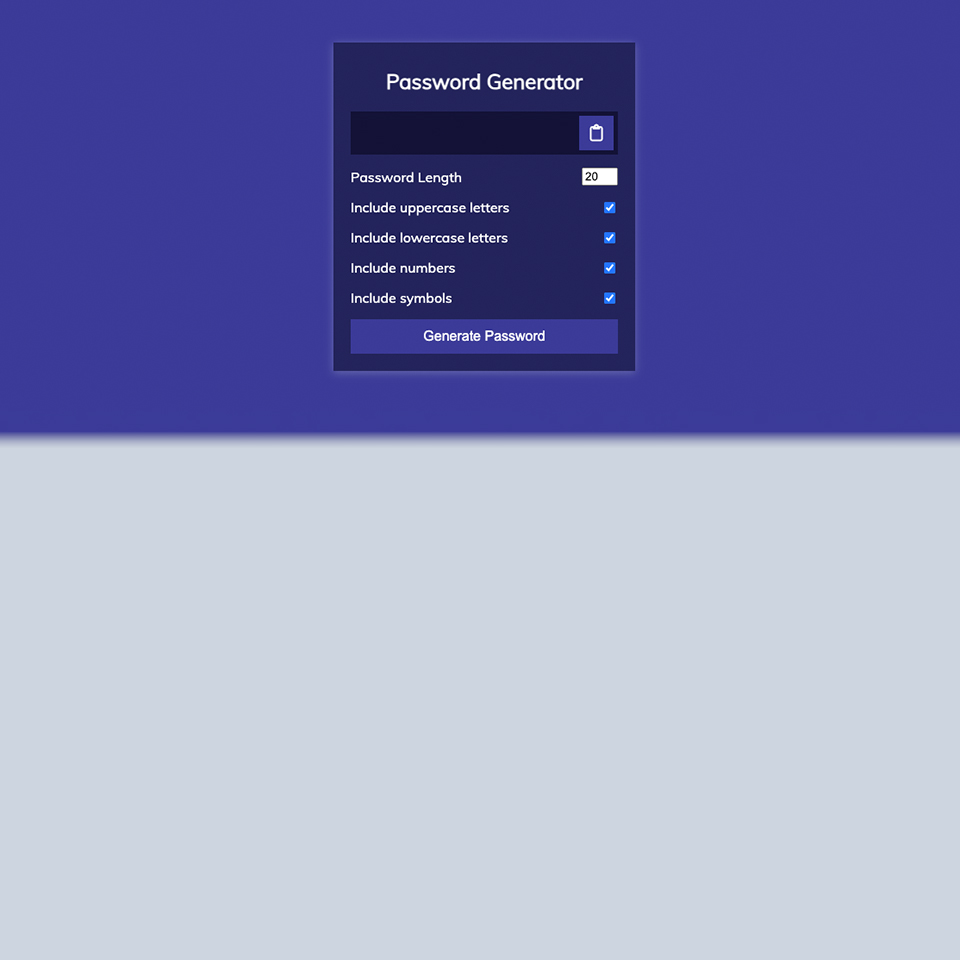 Password Generator
Password Length 20
Include uppercase letters
Include lowercase letters
Include numbers
Include symbols
Generate Password